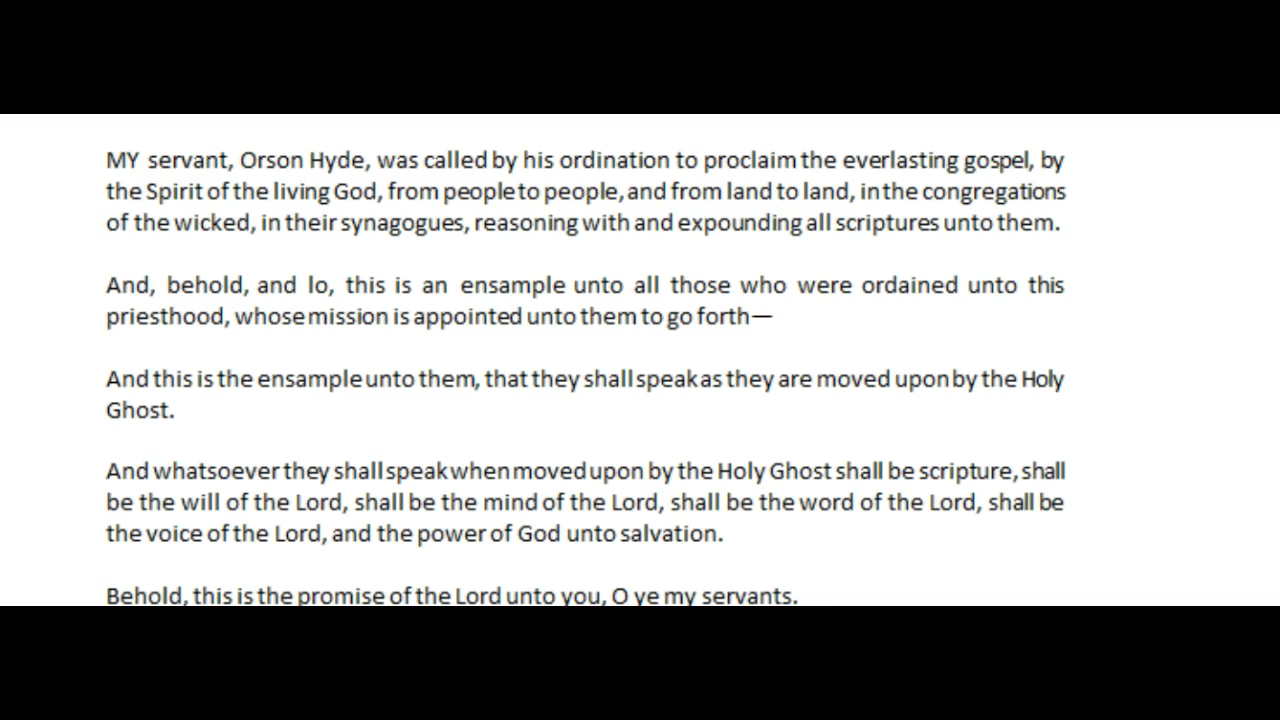 MY servant, Orson Hyde, was called by his ordination to proclaim the everlasting gospel, by
the Spirit of the living God, from people to people, and from land to land, in the congregations
of the wicked, in their synagogues, reasoning with and expounding all scriptures unto them.
And, behold, and lo, this is an ensample unto all those who were ordained unto this
priesthood, whose mission is appointed unto them to go forth—
And this is the ensample unto them, that they shall speak as they are moved upon by the Holy
Ghost.
And whatsoever they shall speak when moved upon by the Holy Ghost shall be scripture, shall
be the will of the Lord, shall be the mind of the Lord, shall be the word of the Lord, shall be
the voice of the Lord, and the power of God unto salvation.
Behold, this is the promise of the Lord unto you, O ye my servants.